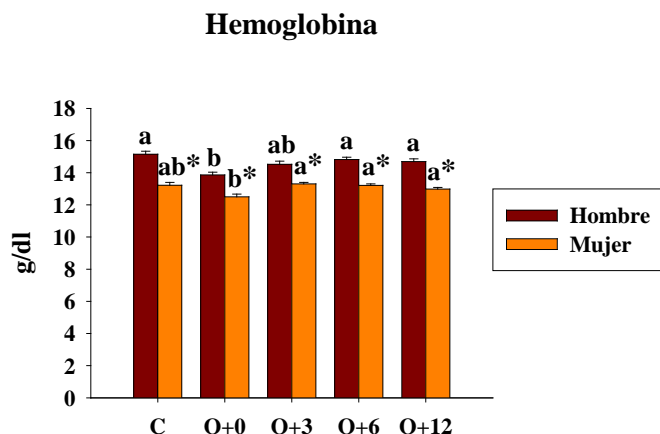 Hemoglobina
g/dl
18
16
14
12
10
8
6
4
2
0
a
ab*
b
b*
ab
a*
a
a*
a
a*
C O+0 O+3 O+6 O+12
Hombre
Mujer